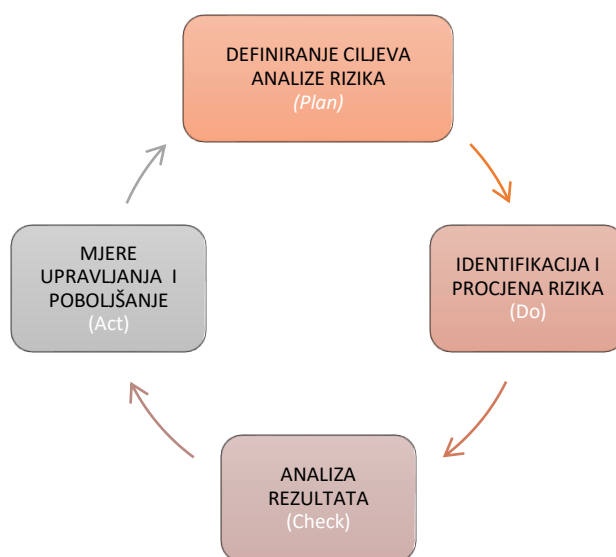 DEFINIRANJE CILJEVA
ANALIZE RIZIKA
(Plan)
IDENTIFIKACIJA I
PROCJENA RIZIKA
(Do)
ANALIZA
REZULTATA
(Check)
MJERE
UPRAVLJANJA I
POBOLJŠANJE
(Act)